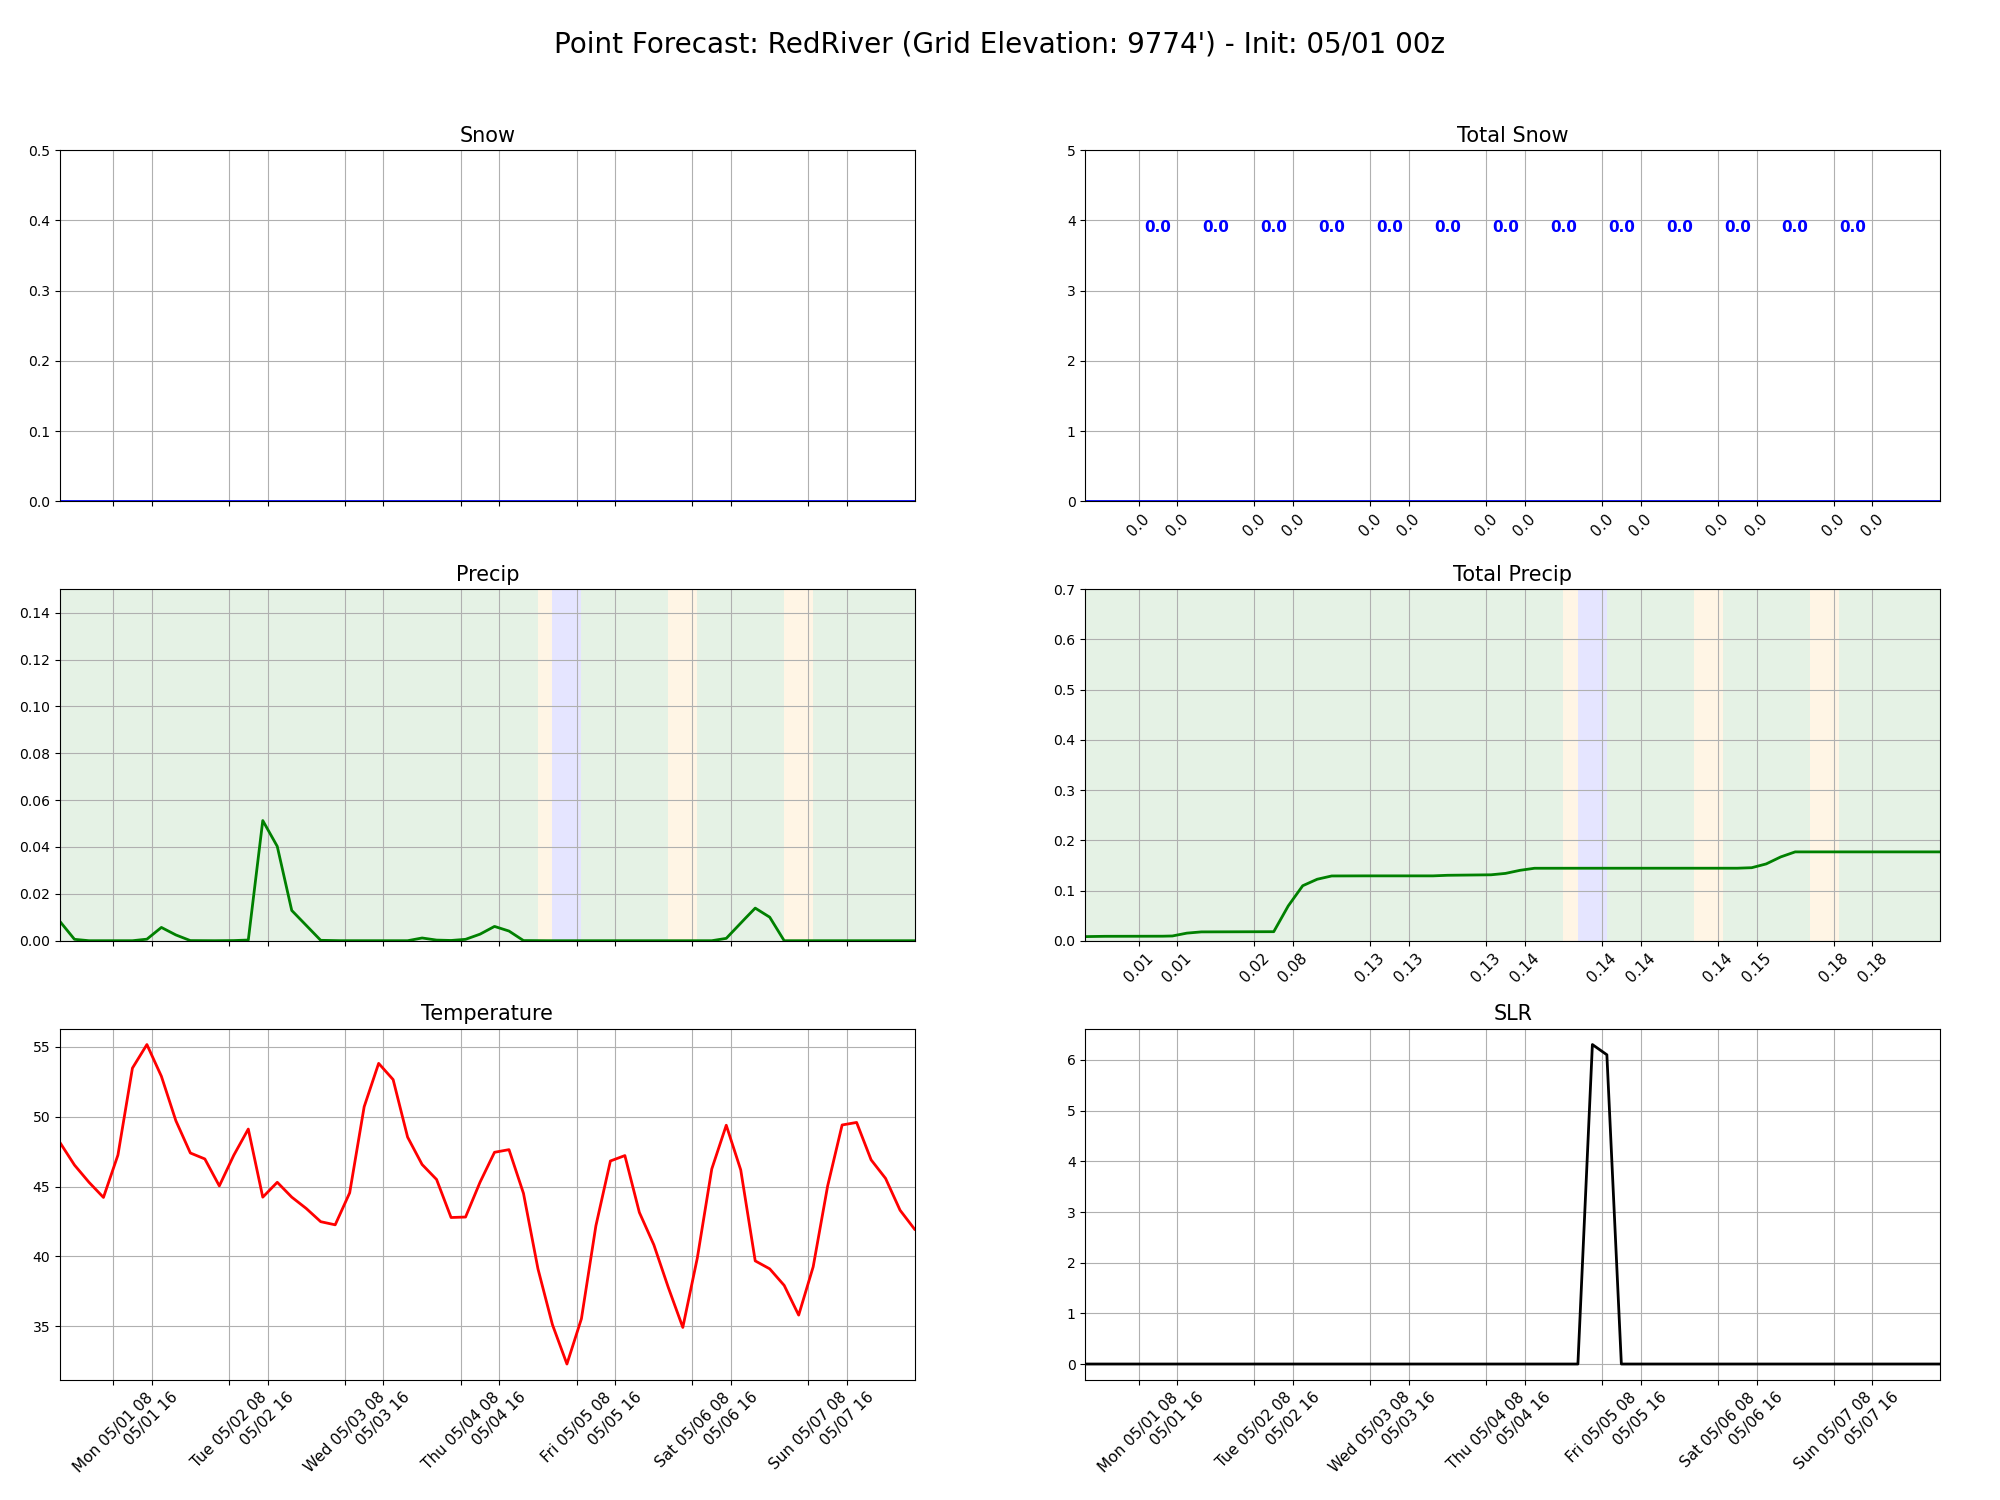 Point Forecast: RedRiver (Grid Elevation: 9774') - Init: 05/01 00z
Snow
0.5
0.4
0.3
0.2
0.1
0.0
Total Snow
5
4
3
2
1
0
0.0 0.0 0.0 0.0 0.0 0.0 0.0 0.0 0.0 0.0 0.0 0.0 0.0
0.0 0.0 0.0 0.0 0.0 0.0 0.0 0.0 0.0 0.0 0.0 0.0 0.0 0.0
Precip
0.14
0.12
0.10
0.08
0.06
0.04
0.02
0.00
Total Precip
0.7
0.6
0.5
0.4
0.3
0.2
0.1
0.0
0.01 0.01 0.02 0.08 0.13 0.13 0.13 0.14 0.14 0.14 0.14 0.15 0.18 0.18
Temperature
55
50
45
40
35
Mon 05/01 08
05/01 16
Tue 05/02 08
05/02 16
Wed 05/03 08
05/03 16
Thu 05/04 08
05/04 16
Fri 05/05 08
05/05 16
Sat 05/06 08
05/06 16
Sun 05/07 08
05/07 16
SLR
6
5
4
3
2
1
0
Mon 05/01 08
05/01 16
Tue 05/02 08
05/02 16
Wed 05/03 08
05/03 16
Thu 05/04 08
05/04 16
Fri 05/05 08
05/05 16
Sat 05/06 08
05/06 16
Sun 05/07 08
05/07 16